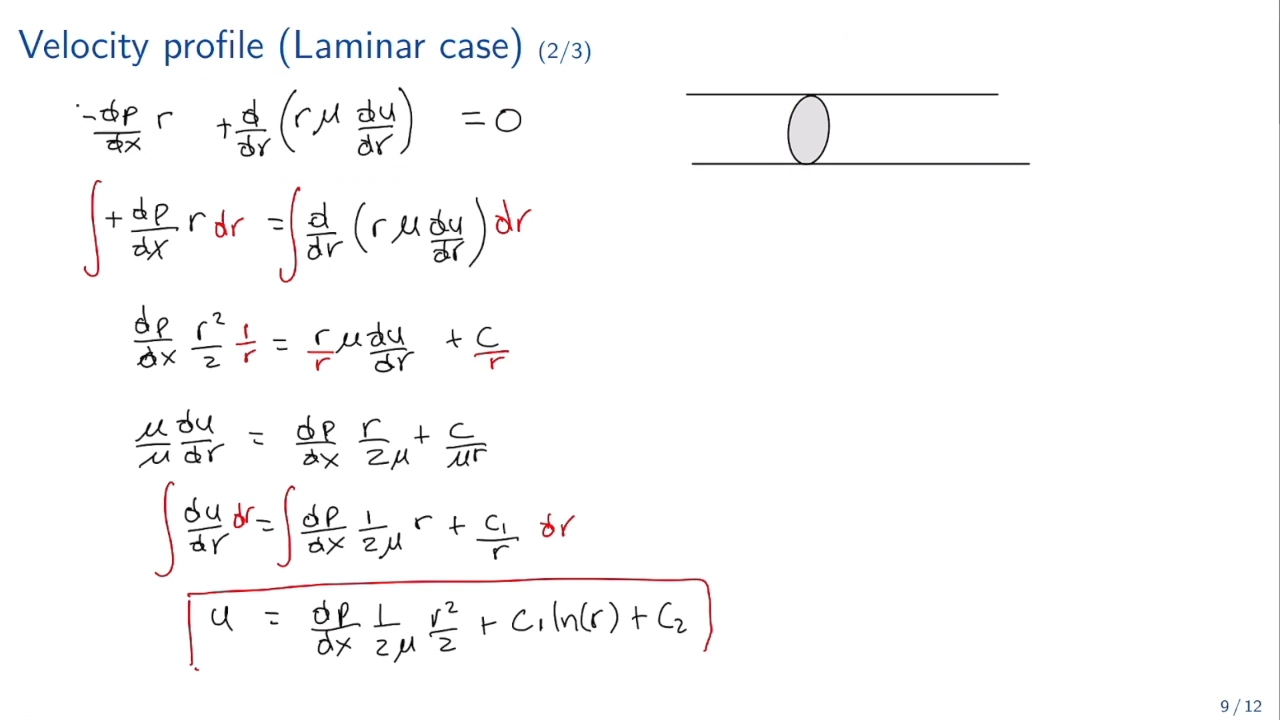 Velocity profile (Laminar case) (2/3)
-dp/dx r + d/dr (r μ du/dr) = 0
∫ + dp/dx r dr = ∫ d/dr (r μ du/dr) dr
dp/dx r²/2 1/r = r/r μ du/dr + C/r
μ/μ du/dr = dp/dx r/2μ + C/μr
∫ du/dr dr = ∫ dp/dx 1/2μ r + C₁/r dr
u = dp/dx 1/2μ r²/2 + C₁ ln(r) + C₂
9 / 12